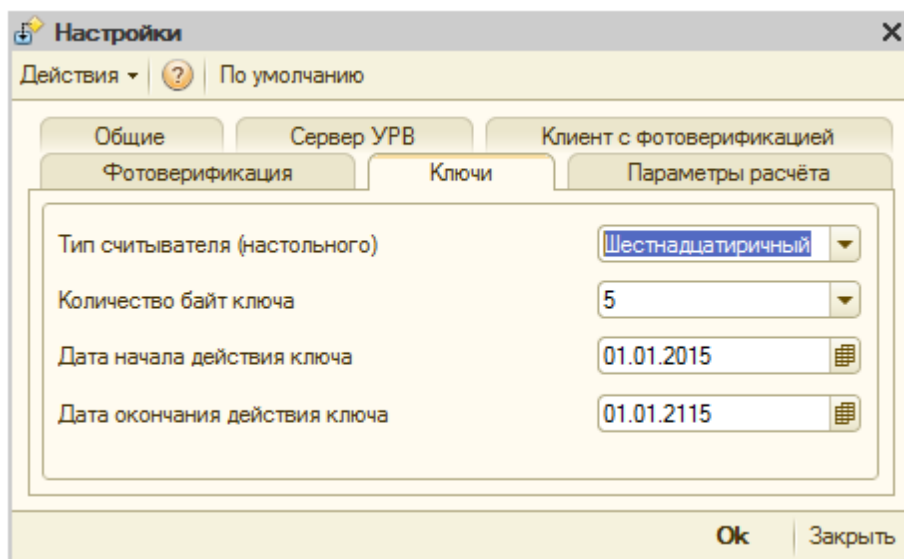 Настройки
Действия По умолчанию
Общие Сервер УРВ Клиент с фотоверификацией
Фотоверификация Ключи Параметры расчёта
Тип считывателя (настольного) Шестнадцатиричный
Количество байт ключа 5
Дата начала действия ключа 01.01.2015
Дата окончания действия ключа 01.01.2115
Ok Закрыть